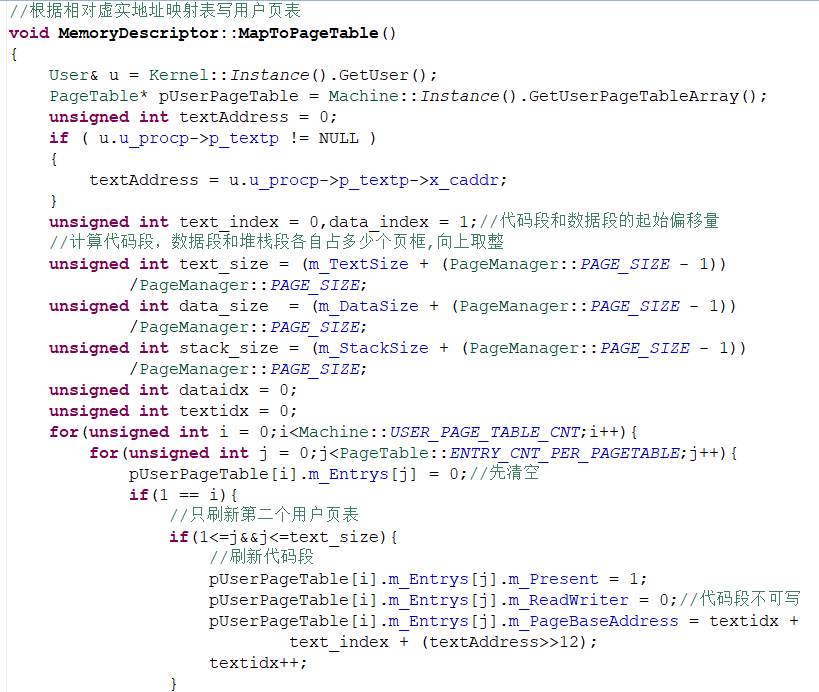 //根据相对虚实地址映射表写用户页表
void MemoryDescriptor::MapToPageTable()
{
    User& u = Kernel::Instance().GetUser();
    PageTable* pUserPageTable = Machine::Instance().GetUserPageTableArray();
    unsigned int textAddress = 0;
    if ( u.u_procp->p_textp != NULL )
    {
        textAddress = u.u_procp->p_textp->x_caddr;
    }
    unsigned int text_index = 0,data_index = 1;//代码段和数据段的起始偏移量
    //计算代码段，数据段和堆栈段各自占多少个页框,向上取整
    unsigned int text_size = (m_TextSize + (PageManager::PAGE_SIZE - 1))
            /PageManager::PAGE_SIZE;
    unsigned int data_size  = (m_DataSize + (PageManager::PAGE_SIZE - 1))
            /PageManager::PAGE_SIZE;
    unsigned int stack_size = (m_StackSize + (PageManager::PAGE_SIZE - 1))
            /PageManager::PAGE_SIZE;
    unsigned int dataidx = 0;
    unsigned int textidx = 0;
    for(unsigned int i = 0;i<Machine::USER_PAGE_TABLE_CNT;i++){
        for(unsigned int j = 0;j<PageTable::ENTRY_CNT_PER_PAGETABLE;j++){
            pUserPageTable[i].m_Entrys[j] = 0;//先清空
            if(1 == i){
                //只刷新第二个用户页表
                if(1<=j&&j<=text_size){
                    //刷新代码段
                    pUserPageTable[i].m_Entrys[j].m_Present = 1;
                    pUserPageTable[i].m_Entrys[j].m_ReadWriter = 0;//代码段不可写
                    pUserPageTable[i].m_Entrys[j].m_PageBaseAddress = textidx +
                            text_index + (textAddress>>12);
                    textidx++;
                }